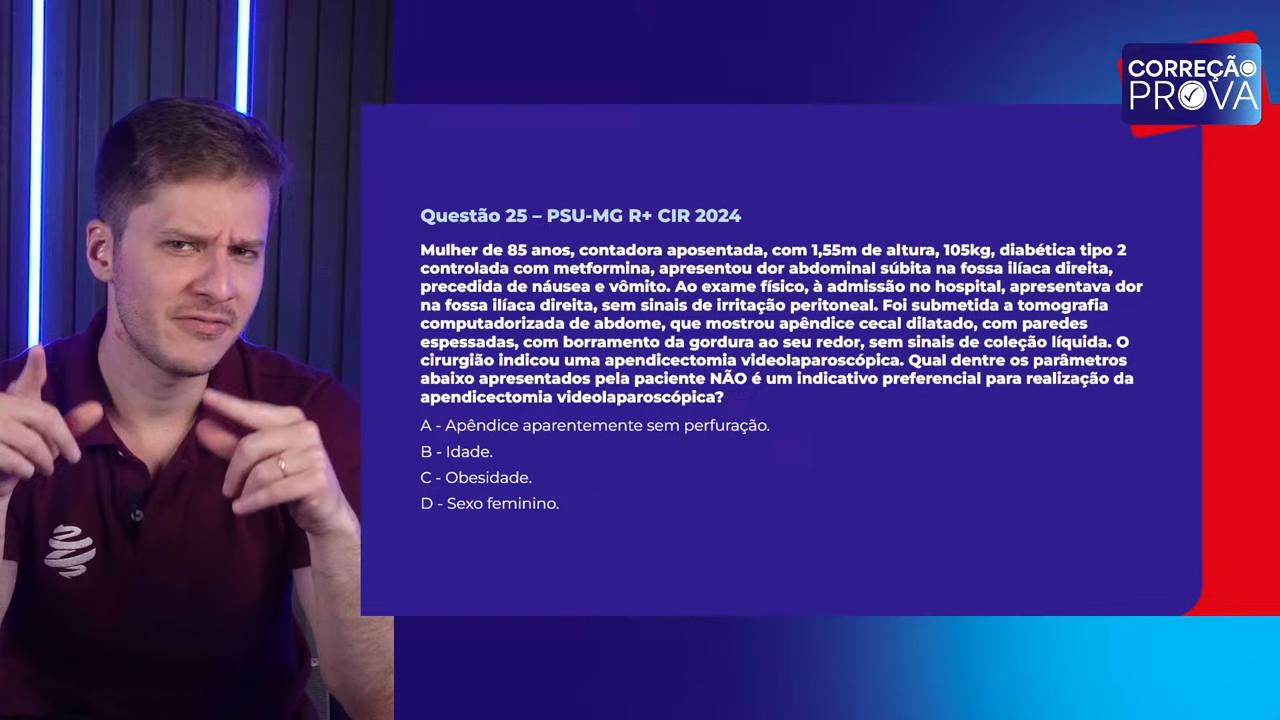 CORREÇÃO
PROVA
Questão 25 – PSU-MG R+ CIR 2024
Mulher de 85 anos, contadora aposentada, com 1,55m de altura, 105kg, diabética tipo 2
controlada com metformina, apresentou dor abdominal súbita na fossa ilíaca direita,
precedida de náusea e vômito. Ao exame físico, à admissão no hospital, apresentava dor
na fossa ilíaca direita, sem sinais de irritação peritoneal. Foi submetida a tomografia
computadorizada de abdome, que mostrou apêndice cecal dilatado, com paredes
espessadas, com borramento da gordura ao seu redor, sem sinais de coleção líquida. O
cirurgião indicou uma apendicectomia videolaparoscópica. Qual dentre os parâmetros
abaixo apresentados pela paciente NÃO é um indicativo preferencial para realização da
apendicectomia videolaparoscópica?
A - Apêndice aparentemente sem perfuração.
B - Idade.
C - Obesidade.
D - Sexo feminino.